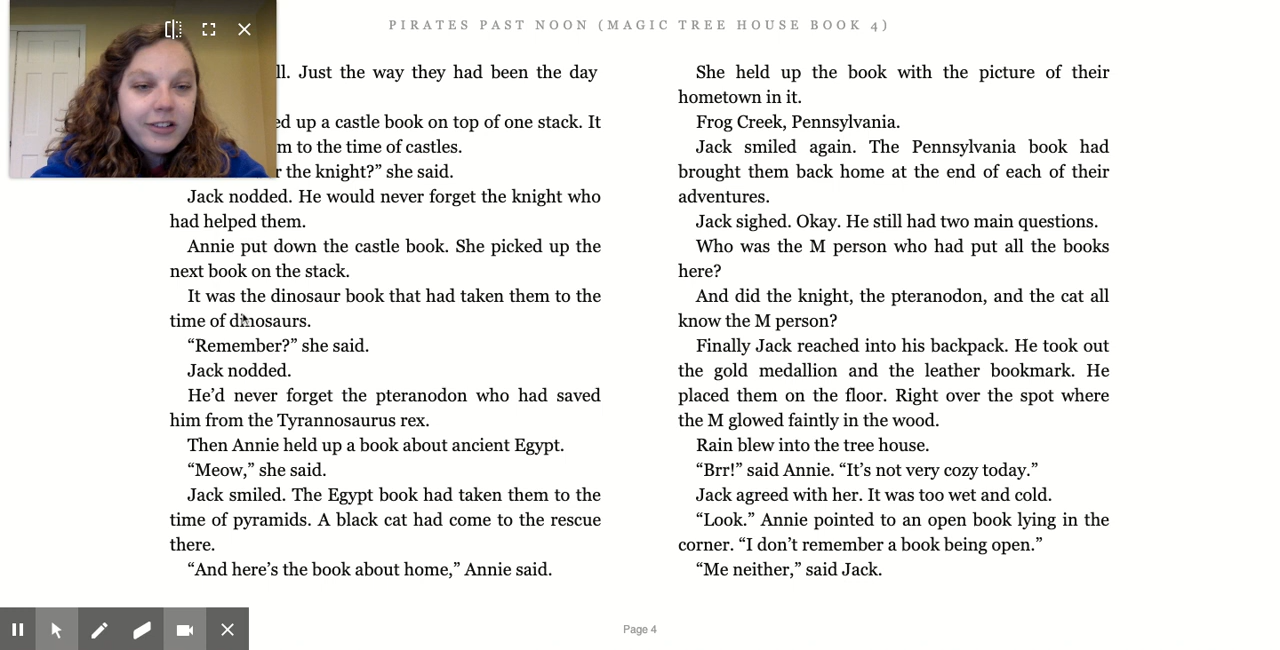 PIRATES PAST NOON (MAGIC TREE HOUSE BOOK 4)
Just the way they had been the day
up a castle book on top of one stack. It
to the time of castles.
the knight?” she said.
Jack nodded. He would never forget the knight who
had helped them.
Annie put down the castle book. She picked up the
next book on the stack.
It was the dinosaur book that had taken them to the
time of dinosaurs.
“Remember?” she said.
Jack nodded.
He’d never forget the pteranodon who had saved
him from the Tyrannosaurus rex.
Then Annie held up a book about ancient Egypt.
“Meow,” she said.
Jack smiled. The Egypt book had taken them to the
time of pyramids. A black cat had come to the rescue
there.
“And here’s the book about home,” Annie said.
She held up the book with the picture of their
hometown in it.
Frog Creek, Pennsylvania.
Jack smiled again. The Pennsylvania book had
brought them back home at the end of each of their
adventures.
Jack sighed. Okay. He still had two main questions.
Who was the M person who had put all the books
here?
And did the knight, the pteranodon, and the cat all
know the M person?
Finally Jack reached into his backpack. He took out
the gold medallion and the leather bookmark. He
placed them on the floor. Right over the spot where
the M glowed faintly in the wood.
Rain blew into the tree house.
“Brr!” said Annie. “It’s not very cozy today.”
Jack agreed with her. It was too wet and cold.
“Look.” Annie pointed to an open book lying in the
corner. “I don’t remember a book being open.”
“Me neither,” said Jack.
Page 4